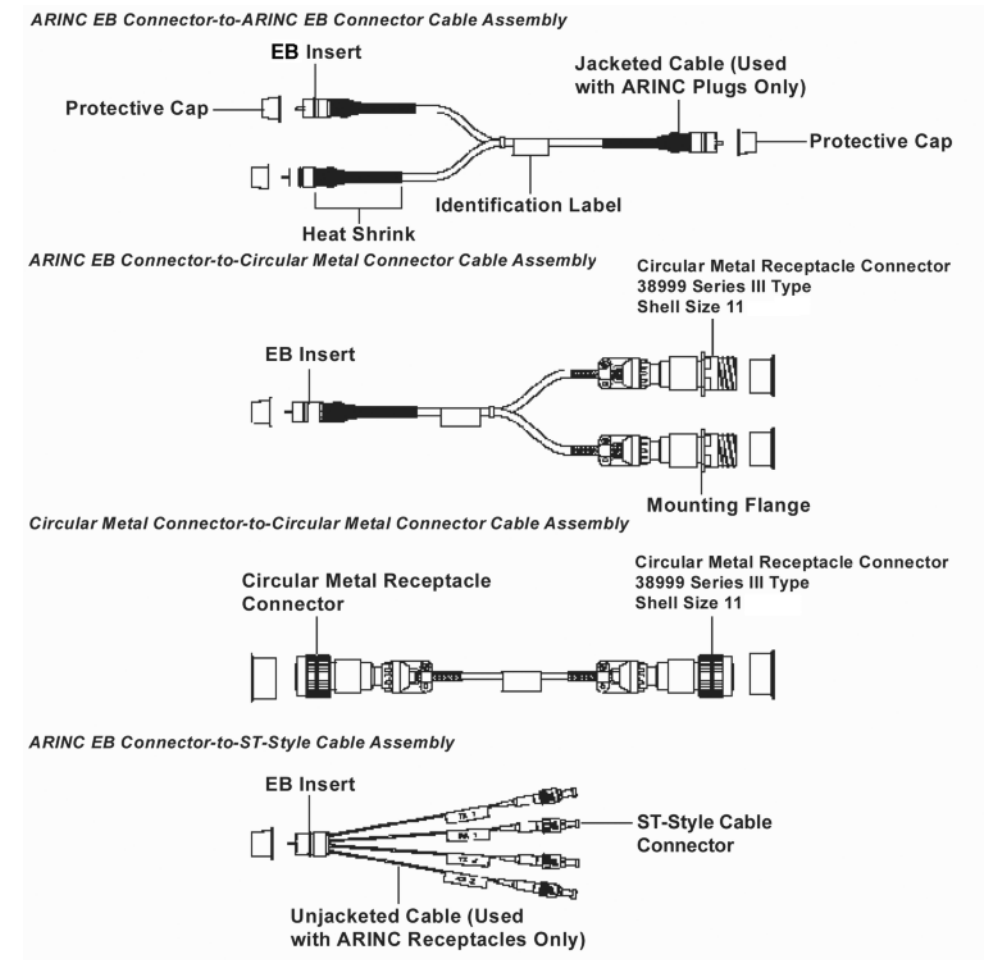 ARINC EB Connector-to-ARINC EB Connector Cable Assembly
EB Insert
Jacketed Cable (Used
with ARINC Plugs Only)
Protective Cap
Protective Cap
Identification Label
Heat Shrink
ARINC EB Connector-to-Circular Metal Connector Cable Assembly
Circular Metal Receptacle Connector
38999 Series III Type
Shell Size 11
EB Insert
Mounting Flange
Circular Metal Connector-to-Circular Metal Connector Cable Assembly
Circular Metal Receptacle
Connector
Circular Metal Receptacle Connector
38999 Series III Type
Shell Size 11
ARINC EB Connector-to-ST-Style Cable Assembly
EB Insert
ST-Style Cable
Connector
Unjacketed Cable (Used
with ARINC Receptacles Only)